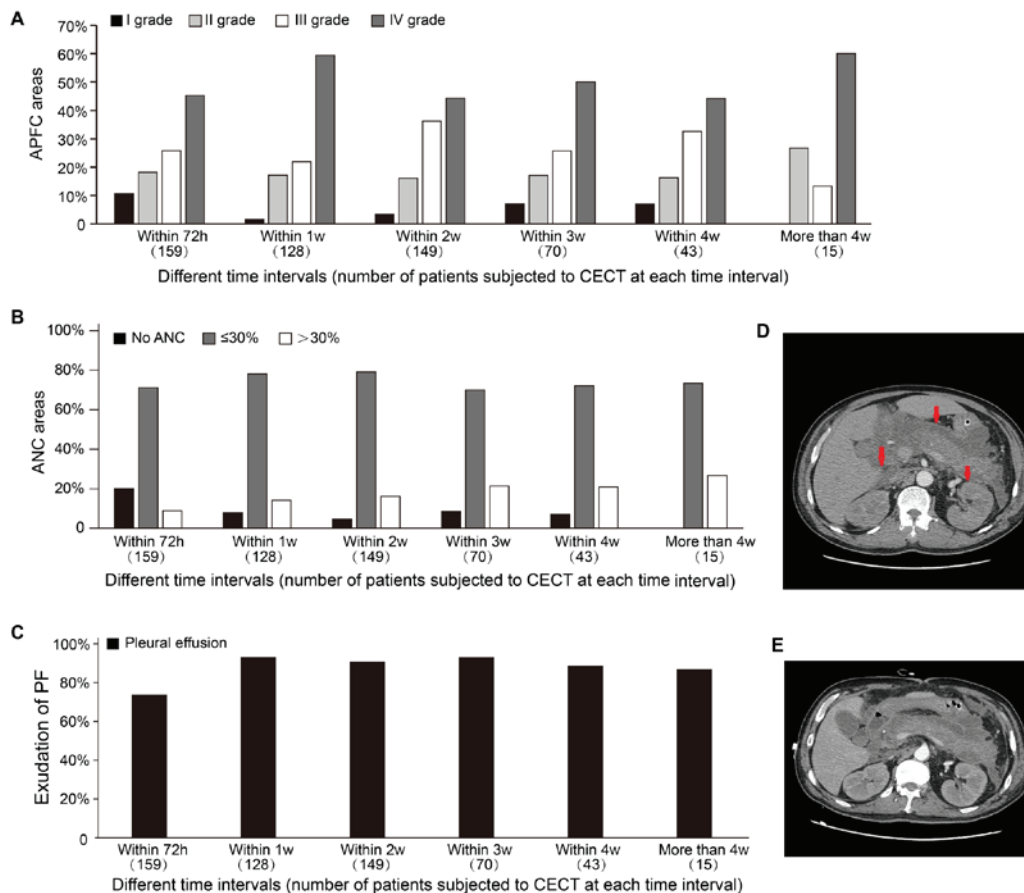 A
I grade II grade III grade IV grade
70%
60%
50%
40%
30%
20%
10%
0
APFC areas
Within 72h Within 1w Within 2w Within 3w Within 4w More than 4w
(159) (128) (149) (70) (43) (15)
Different time intervals (number of patients subjected to CECT at each time interval)
B
No ANC ≤30% >30%
100%
80%
60%
40%
20%
0
ANC areas
Within 72h Within 1w Within 2w Within 3w Within 4w More than 4w
(159) (128) (149) (70) (43) (15)
Different time intervals (number of patients subjected to CECT at each time interval)
C
Pleural effusion
100%
80%
60%
40%
20%
0
Exudation of PF
Within 72h Within 1w Within 2w Within 3w Within 4w More than 4w
(159) (128) (149) (70) (43) (15)
Different time intervals (number of patients subjected to CECT at each time interval)
D
E